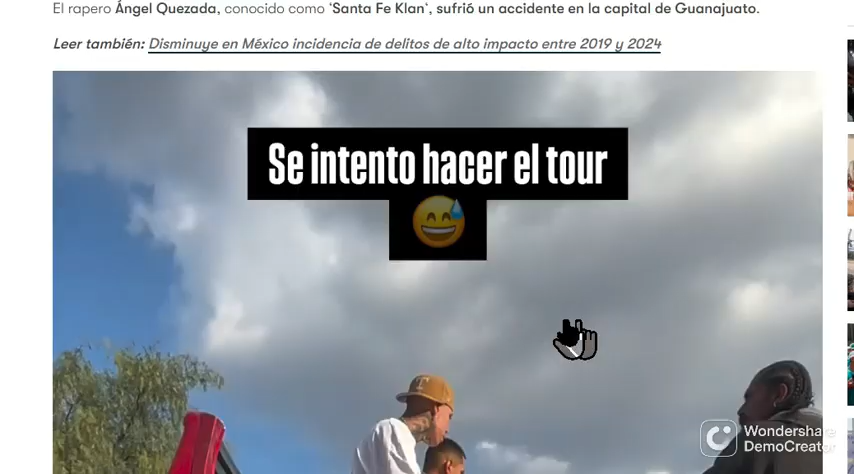 El rapero Ángel Quezada, conocido como ‘Santa Fe Klan‘, sufrió un accidente en la capital de Guanajuato.
Leer también: Disminuye en México incidencia de delitos de alto impacto entre 2019 y 2024
Se intento hacer el tour
T
Wondershare
DemoCreator